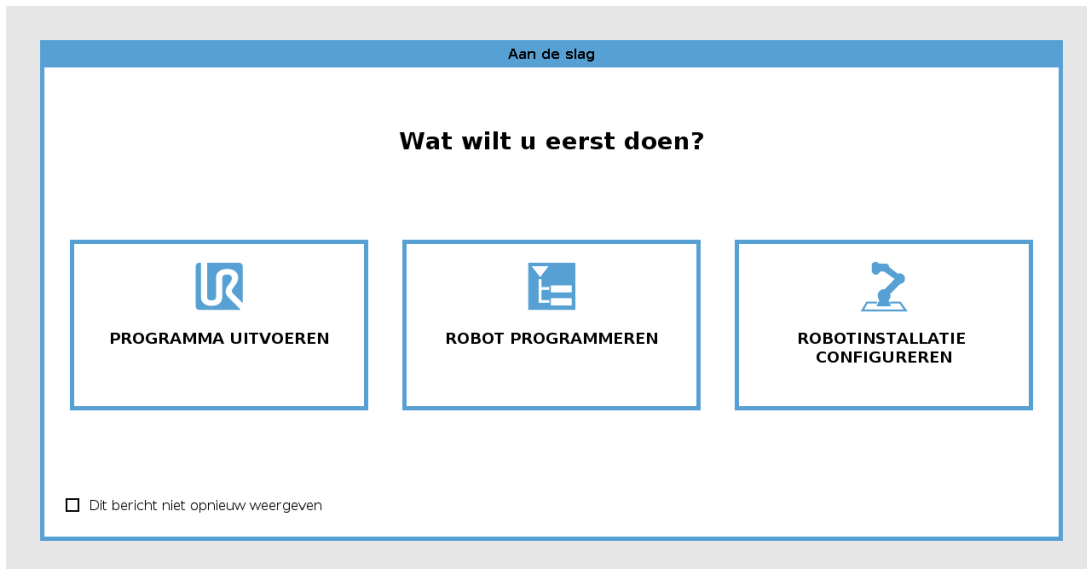 Aan de slag
Wat wilt u eerst doen?
PROGRAMMA UITVOEREN
ROBOT PROGRAMMEREN
ROBOTINSTALLATIE
CONFIGUREREN
Dit bericht niet opnieuw weergeven